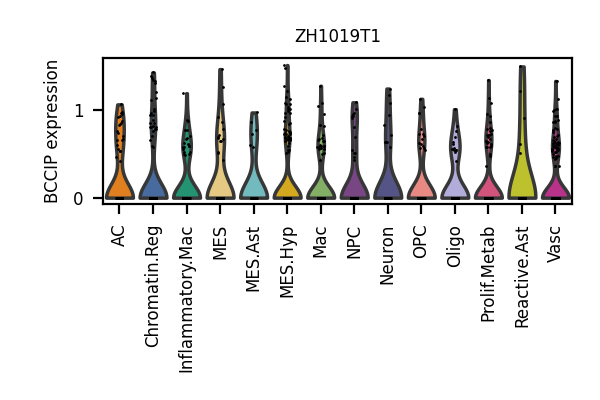 ZH1019T1
BCCIP expression
1
0
AC
Chromatin.Reg
Inflammatory.Mac
MES
MES.Ast
MES.Hyp
Mac
NPC
Neuron
OPC
Oligo
Prolif.Metab
Reactive.Ast
Vasc